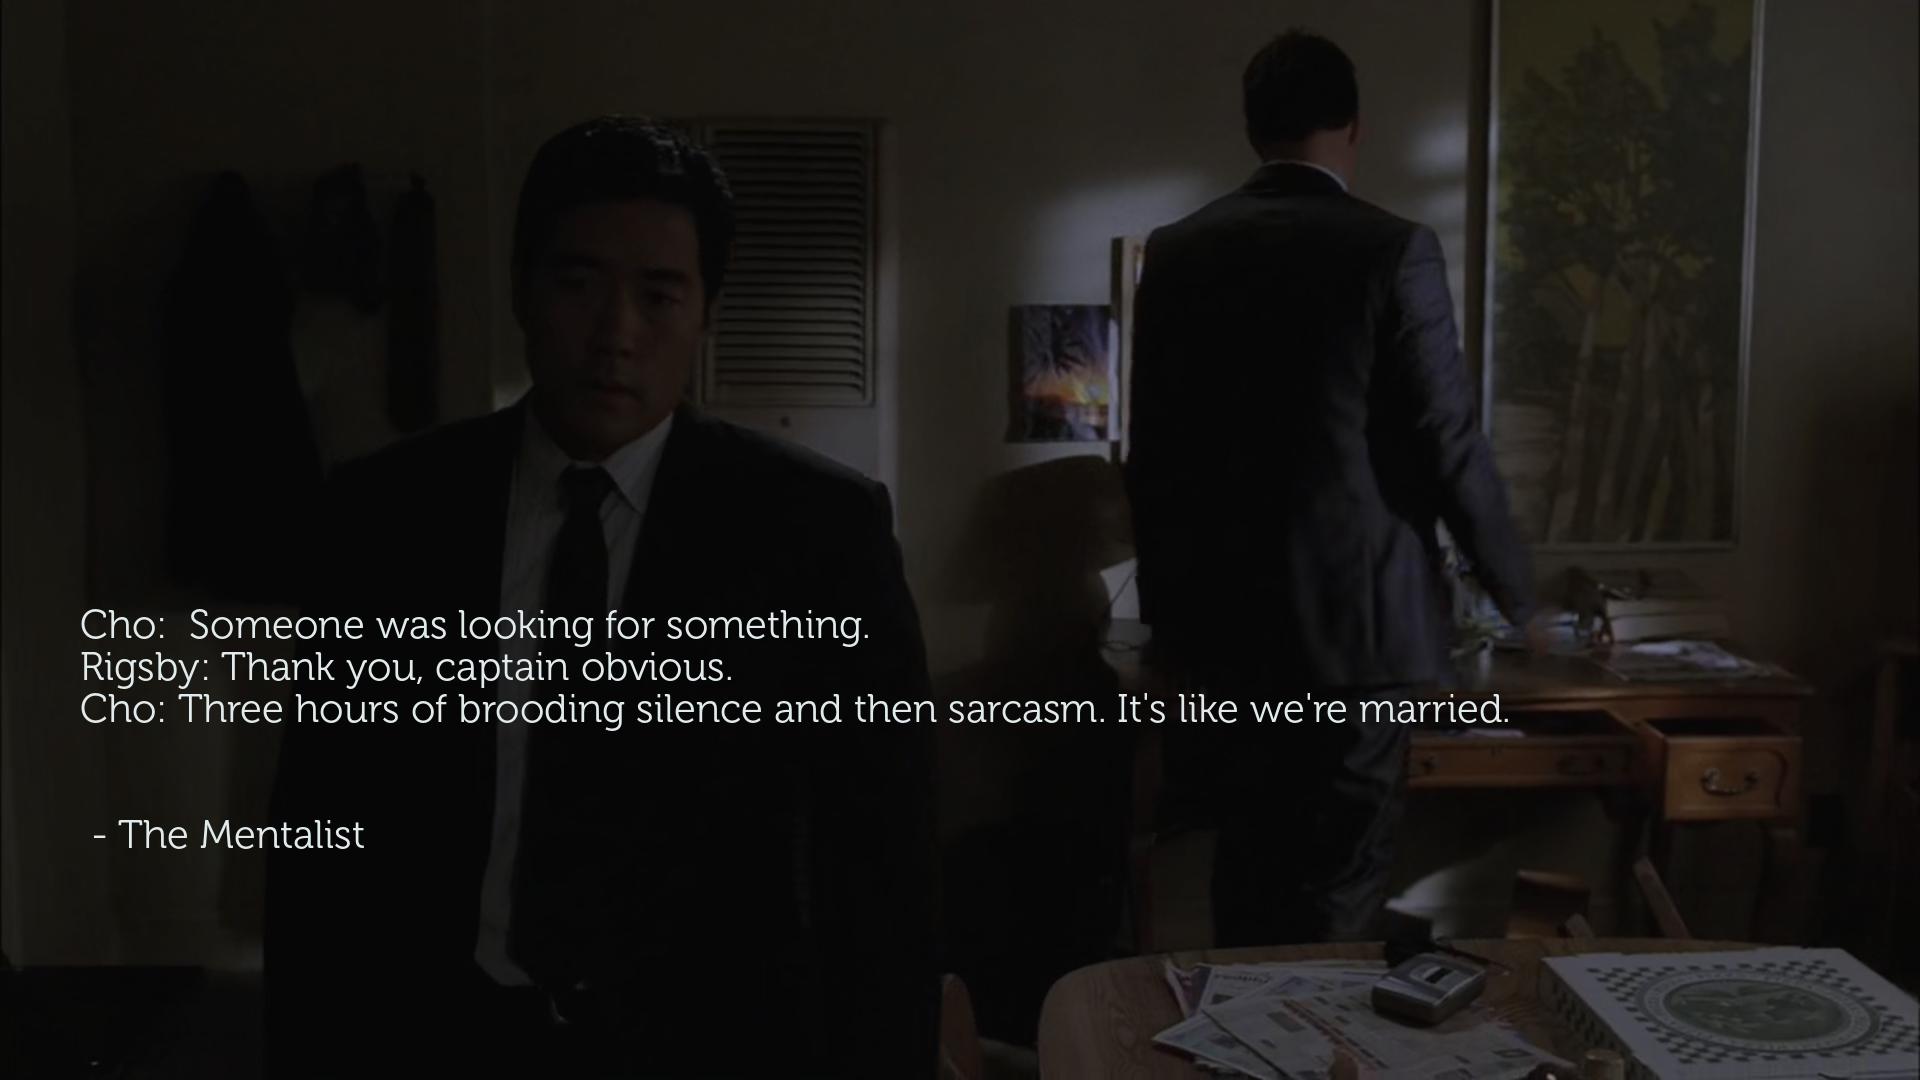 Cho:  Someone was looking for something.
Rigsby: Thank you, captain obvious.
Cho: Three hours of brooding silence and then sarcasm. It's like we're married.
- The Mentalist